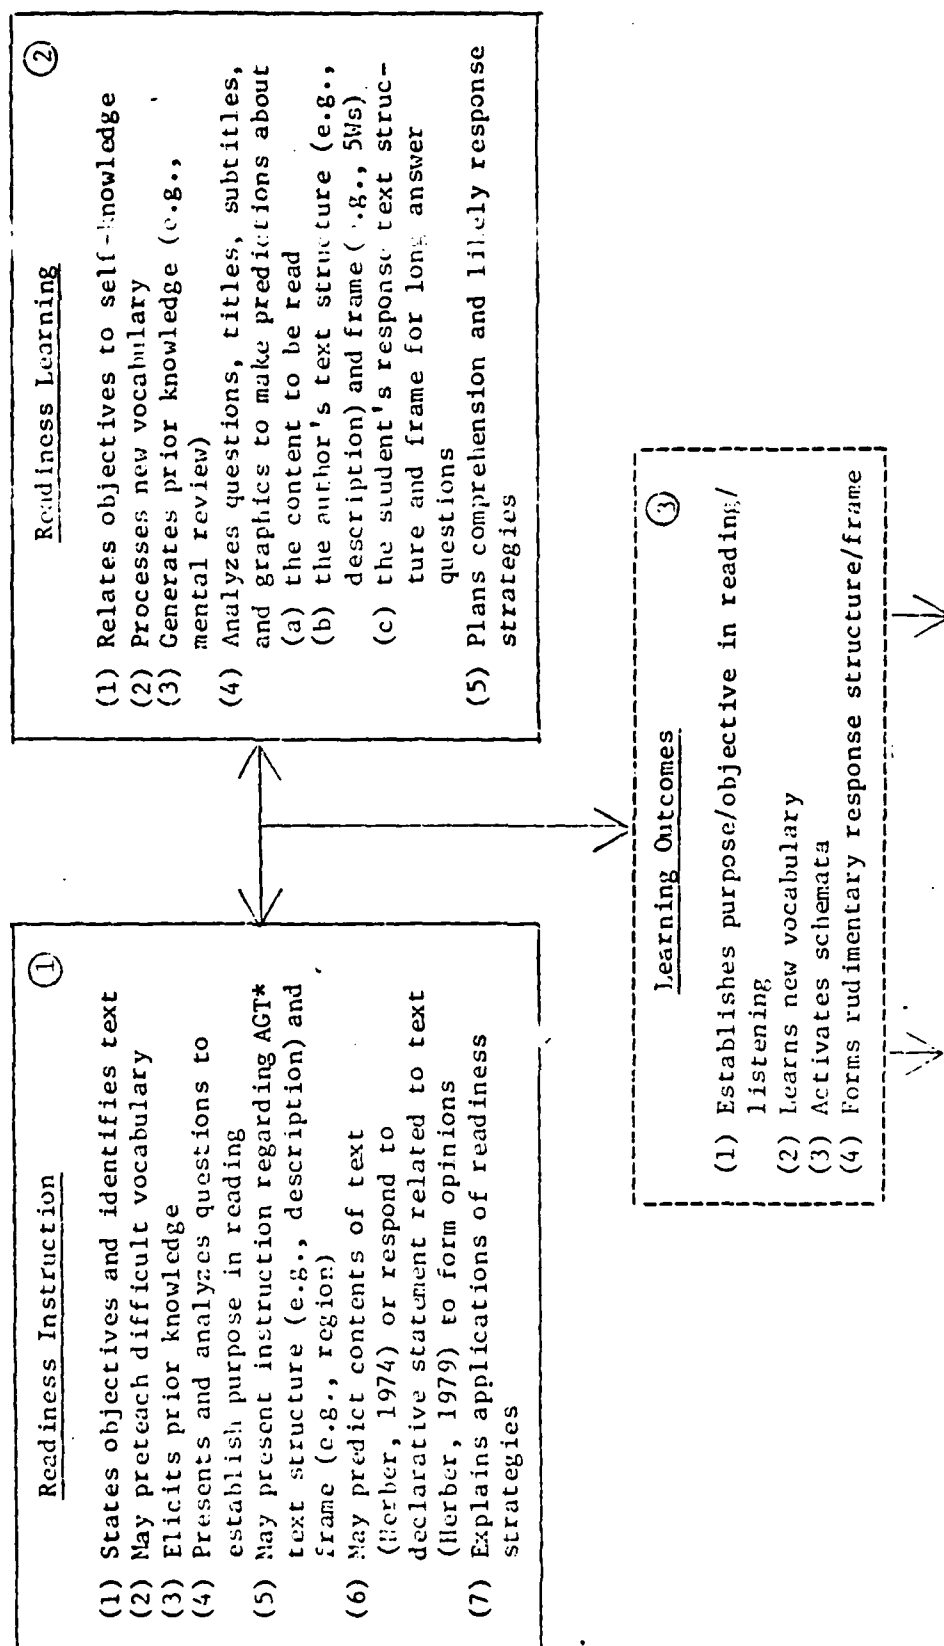 Readiness Instruction
①
(1) States objectives and identifies text
(2) May preteach difficult vocabulary
(3) Elicits prior knowledge
(4) Presents and analyzes questions to
establish purpose in reading
(5) May present instruction regarding AGT*
text structure (e.g., description) and
frame (e.g., region)
(6) May predict contents of text
(Herber, 1974) or respond to
declarative statement related to text
(Herber, 1979) to form opinions
(7) Explains applications of readiness
strategies
Readiness Learning
②
(1) Relates objectives to self-knowledge
(2) Processes new vocabulary
(3) Generates prior knowledge (e.g.,
mental review)
(4) Analyzes questions, titles, subtitles,
and graphics to make predictions about
(a) the content to be read
(b) the author's text structure (e.g.,
description) and frame (e.g., 5Ws)
(c) the student's response text struc-
ture and frame for long answer
questions
(5) Plans comprehension and likely response
strategies
Learning Outcomes
③
(1) Establishes purpose/objective in reading/
listening
(2) Learns new vocabulary
(3) Activates schemata
(4) Forms rudimentary response structure/frame